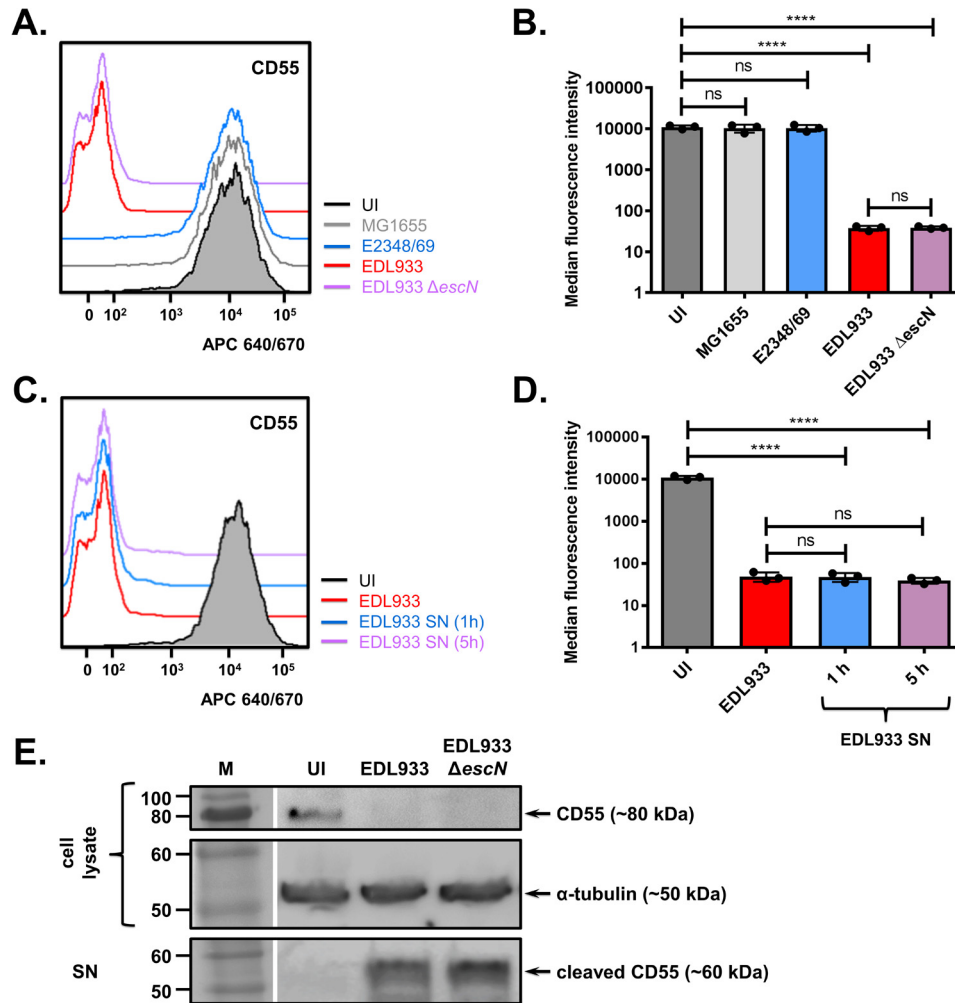 A.
CD55
UI
MG1655
E2348/69
EDL933
EDL933 ΔescN
0 10² 10³ 10⁴ 10⁵
APC 640/670
B.
****
****
ns
ns
ns
Median fluorescence intensity
100000
10000
1000
100
10
1
UI
MG1655
E2348/69
EDL933
EDL933 ΔescN
C.
CD55
UI
EDL933
EDL933 SN (1h)
EDL933 SN (5h)
0 10² 10³ 10⁴ 10⁵
APC 640/670
D.
****
****
ns
ns
Median fluorescence intensity
100000
10000
1000
100
10
1
UI
EDL933
1 h
5 h
EDL933 SN
E.
M UI EDL933 EDL933 ΔescN
cell lysate
100
80
CD55 (~80 kDa)
60
50
α-tubulin (~50 kDa)
SN
60
50
cleaved CD55 (~60 kDa)